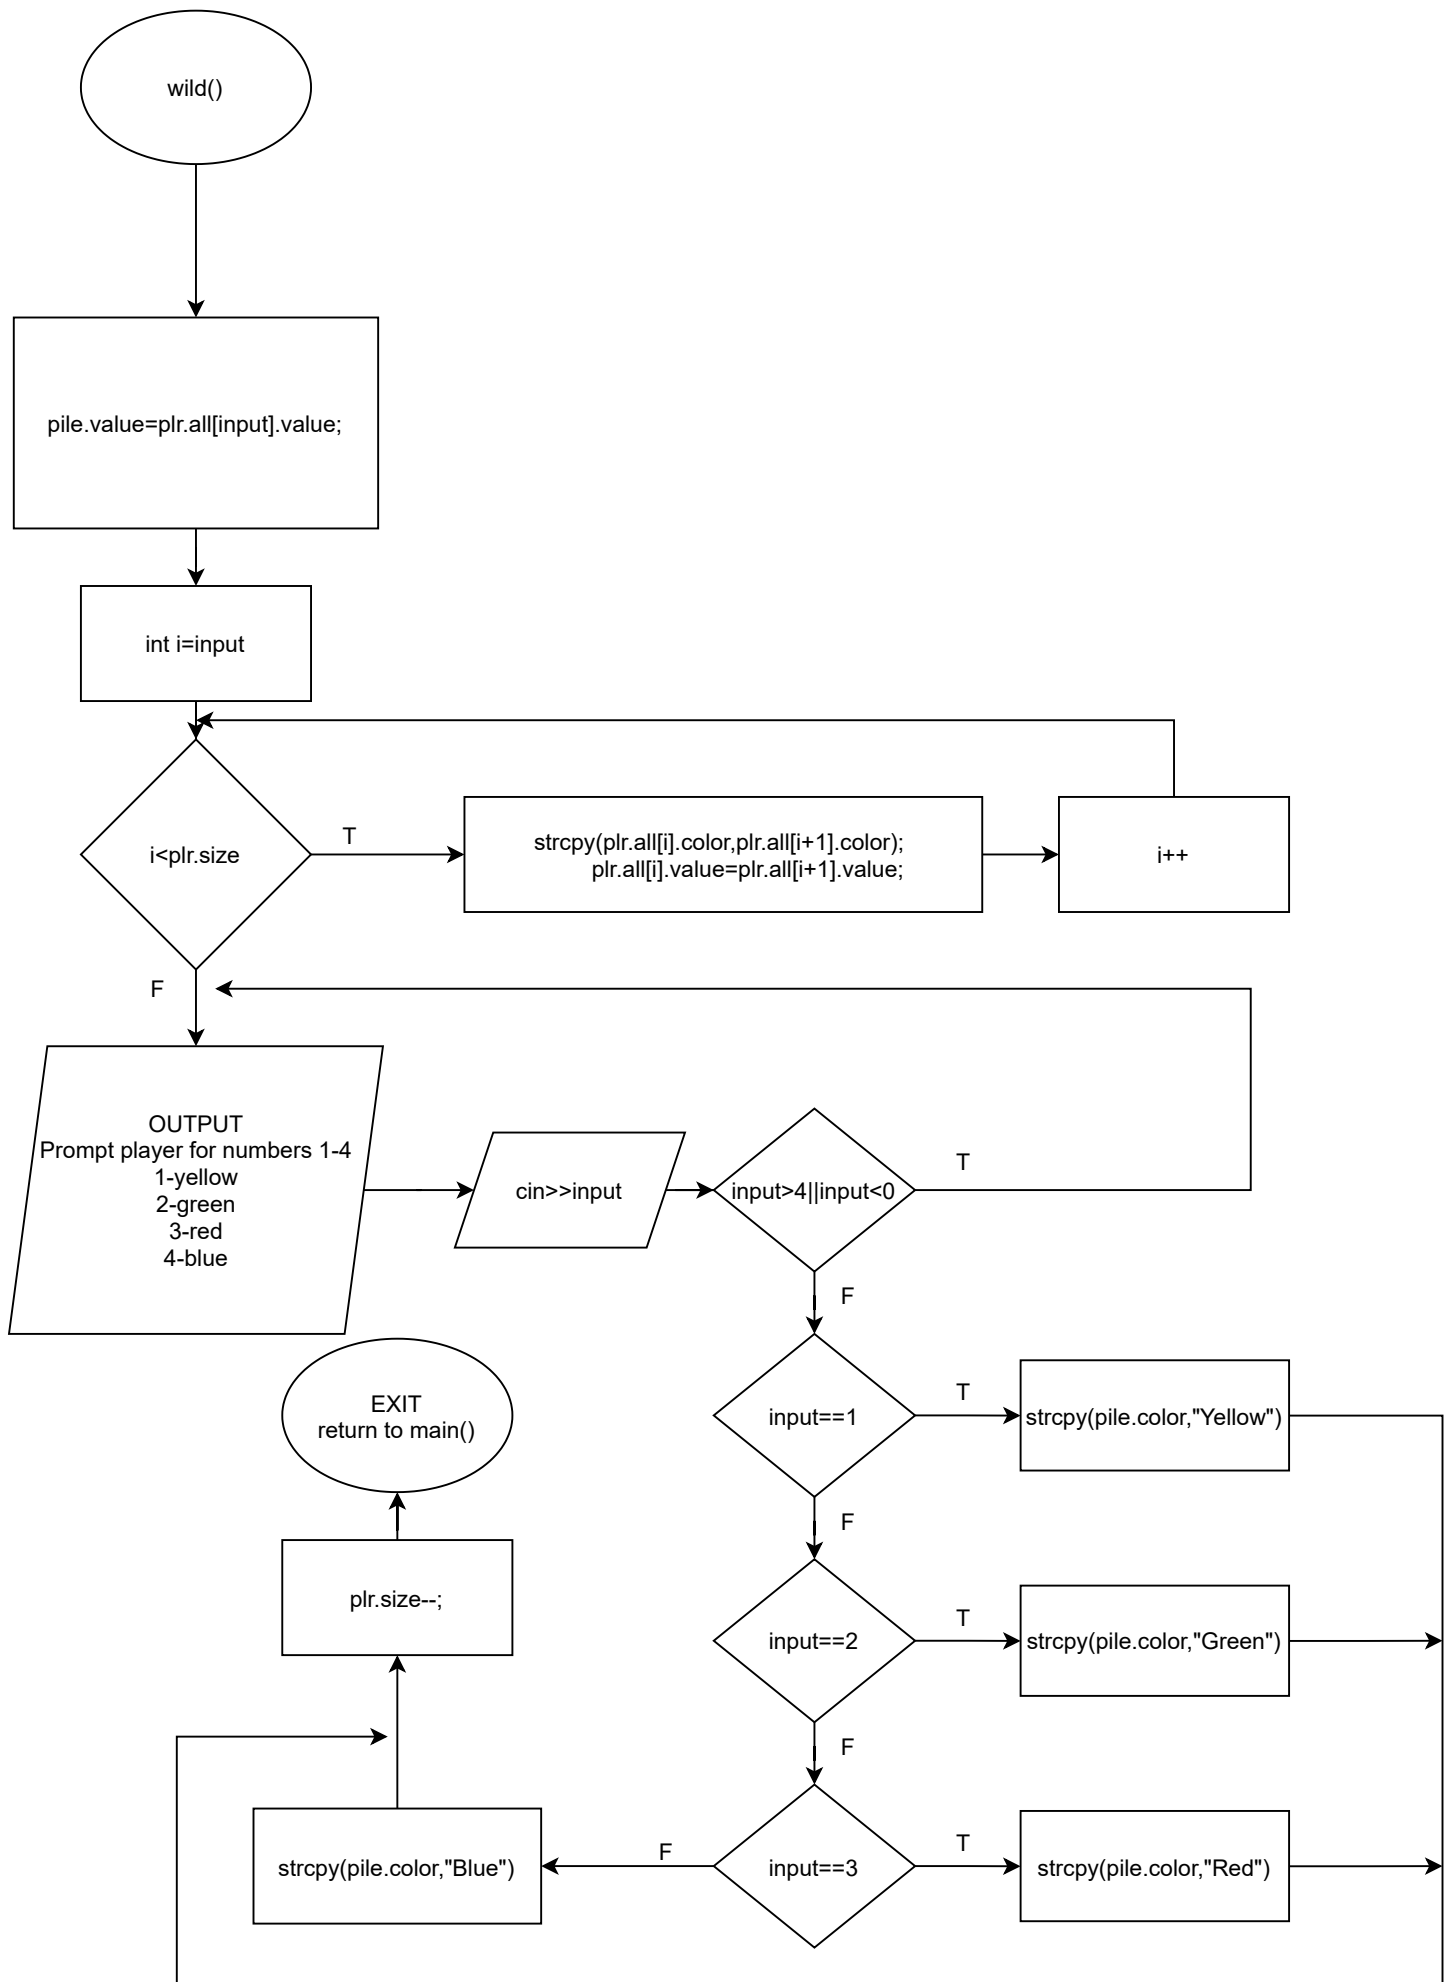 wild()
pile.value=plr.all[input].value;
int i=input
i<plr.size
T
strcpy(plr.all[i].color,plr.all[i+1].color);
plr.all[i].value=plr.all[i+1].value;
i++
F
OUTPUT
Prompt player for numbers 1-4
1-yellow
2-green
3-red
4-blue
cin>>input
input>4||input<0
T
F
input==1
T
strcpy(pile.color,"Yellow")
EXIT
return to main()
F
plr.size--;
input==2
T
strcpy(pile.color,"Green")
F
input==3
T
strcpy(pile.color,"Red")
F
strcpy(pile.color,"Blue")